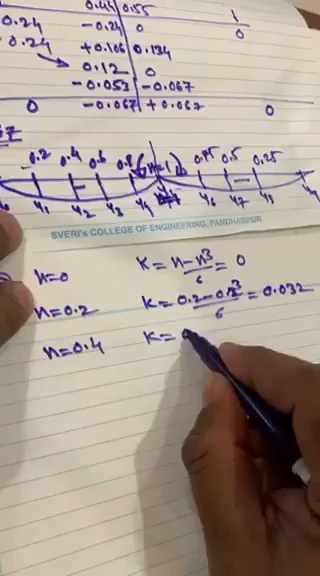 0.44 0.55 1
0.24 -0.24 0 0
-0.24 +0.106 0.134
0.12 0
-0.053 -0.067
0 -0.067 +0.067 0
0.2 0.4 0.6 0.8 (n=1) 0.75 0.5 0.25
y1 y2 y3 y4 y6 y7 y8
SVERI's COLLEGE OF ENGINEERING, PANDHARPUR
n=0 K = n-n³/6 = 0
n=0.2 K = 0.2-0.2³/6 = 0.032
n=0.4 K=0